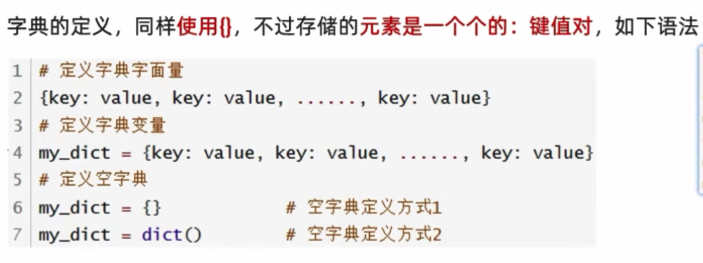 字典的定义，同样使用{}，不过存储的元素是一个个的：键值对，如下语法
1 # 定义字典字面量
2 {key: value, key: value, ......, key: value}
3 # 定义字典变量
4 my_dict = {key: value, key: value, ......, key: value}
5 # 定义空字典
6 my_dict = {} # 空字典定义方式1
7 my_dict = dict() # 空字典定义方式2